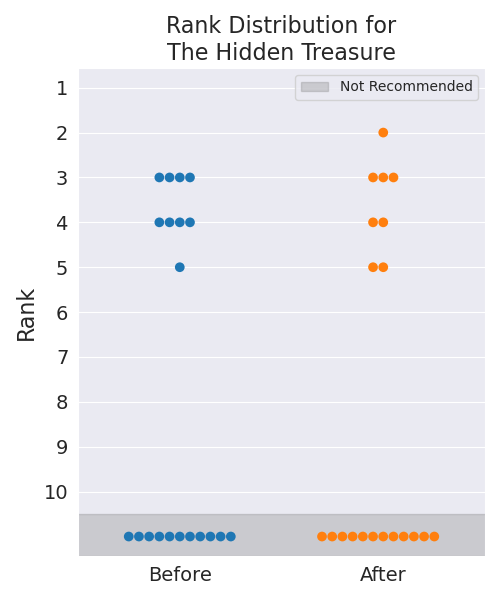 Rank Distribution for
The Hidden Treasure
Not Recommended
1
2
3
4
5
6
7
8
9
10
Rank
Before After